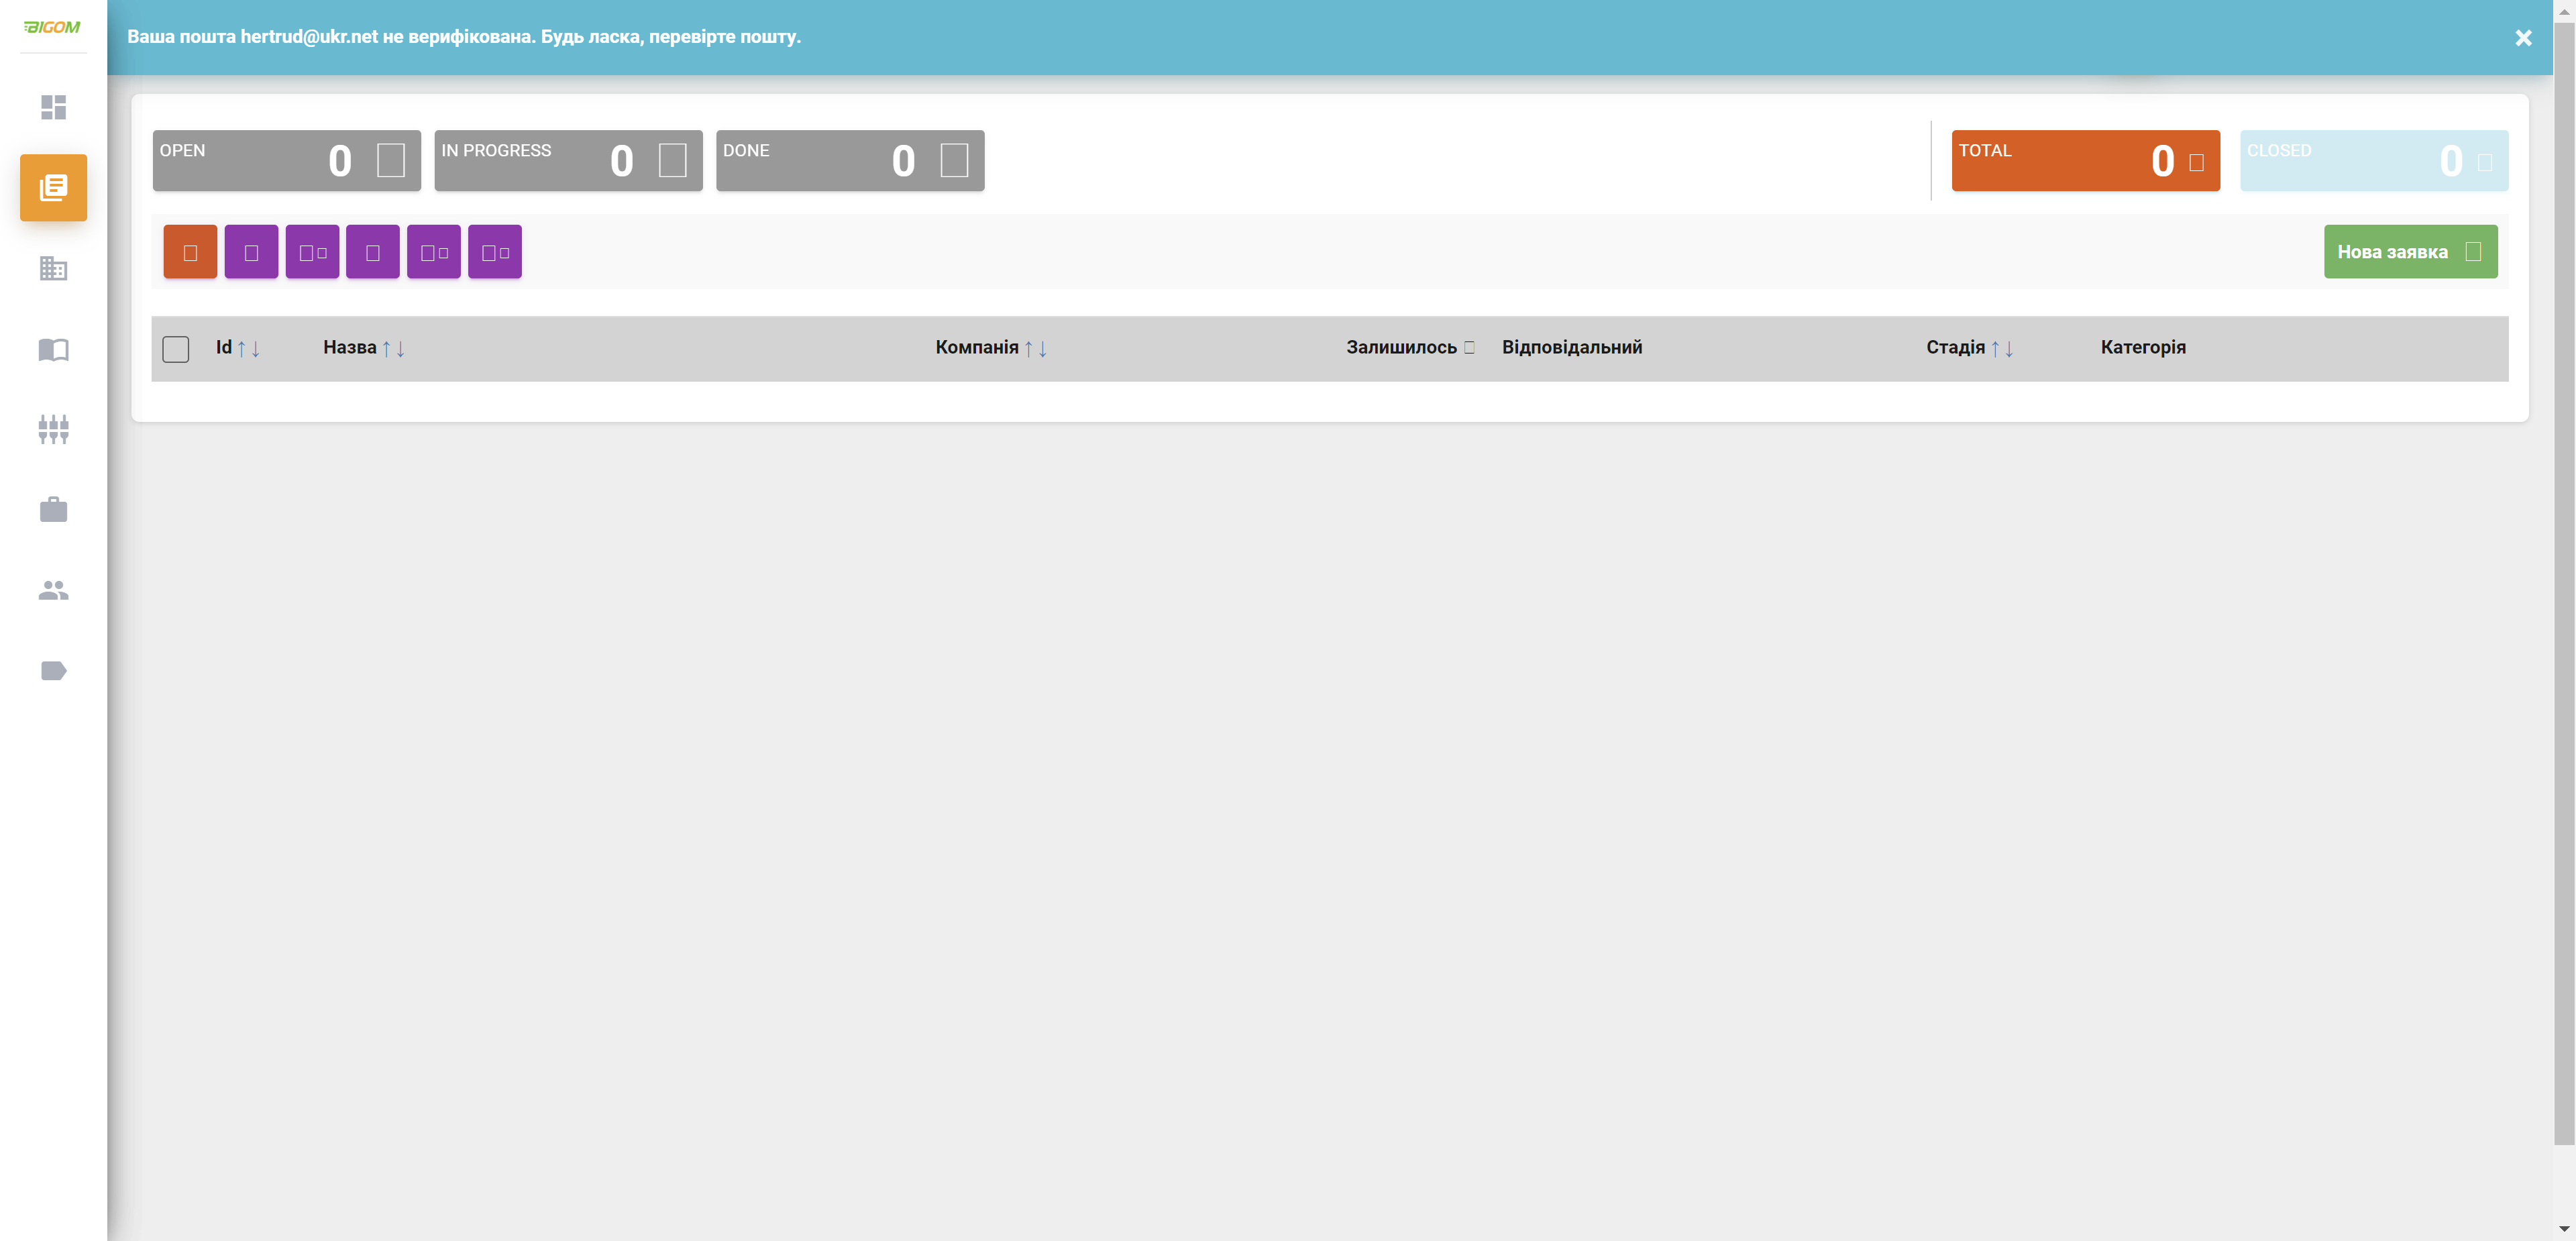 BIGOM
Ваша пошта hertrud@ukr.net не верифікована. Будь ласка, перевірте пошту.
OPEN 0 IN PROGRESS 0 DONE 0 TOTAL 0 CLOSED 0
Нова заявка
Id ↑↓ Назва ↑↓ Компанія ↑↓ Залишилось Відповідальний Стадія ↑↓ Категорія